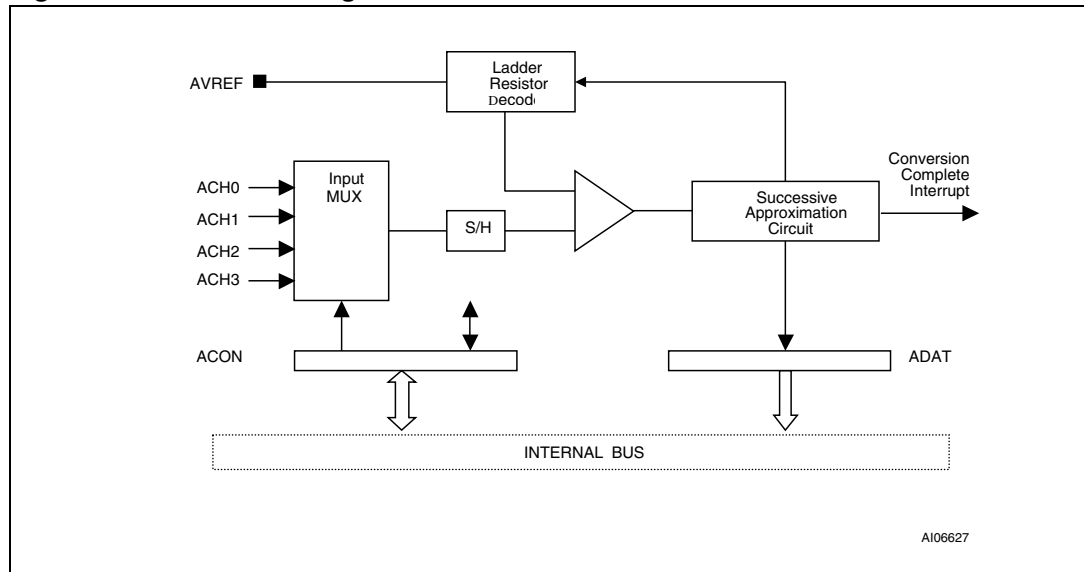 AVREF
Ladder
Resistor
Decode
ACH0
ACH1
ACH2
ACH3
Input
MUX
S/H
Successive
Approximation
Circuit
Conversion
Complete
Interrupt
ACON
ADAT
INTERNAL BUS
AI06627